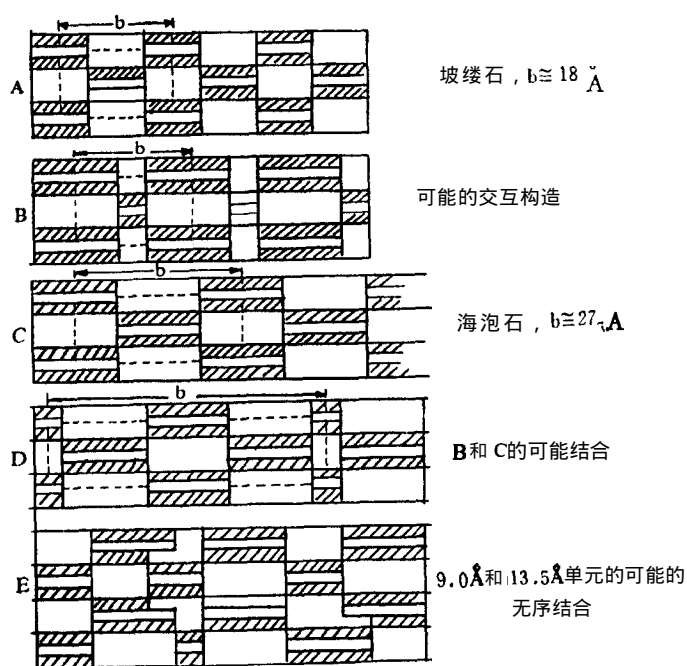 b
A
坡缕石，b≅18 Å
b
B
可能的交互构造
b
C
海泡石，b≅27 Å
b
D
B和 C的可能结合
E
9.0Å和 13.5Å单元的可能的
无序结合